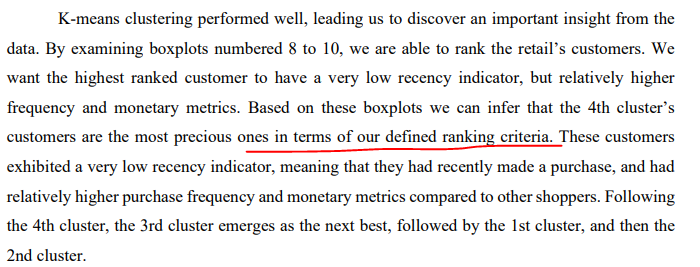 K-means clustering performed well, leading us to discover an important insight from the
data. By examining boxplots numbered 8 to 10, we are able to rank the retail’s customers. We
want the highest ranked customer to have a very low recency indicator, but relatively higher
frequency and monetary metrics. Based on these boxplots we can infer that the 4th cluster’s
customers are the most precious ones in terms of our defined ranking criteria. These customers
exhibited a very low recency indicator, meaning that they had recently made a purchase, and had
relatively higher purchase frequency and monetary metrics compared to other shoppers. Following
the 4th cluster, the 3rd cluster emerges as the next best, followed by the 1st cluster, and then the
2nd cluster.